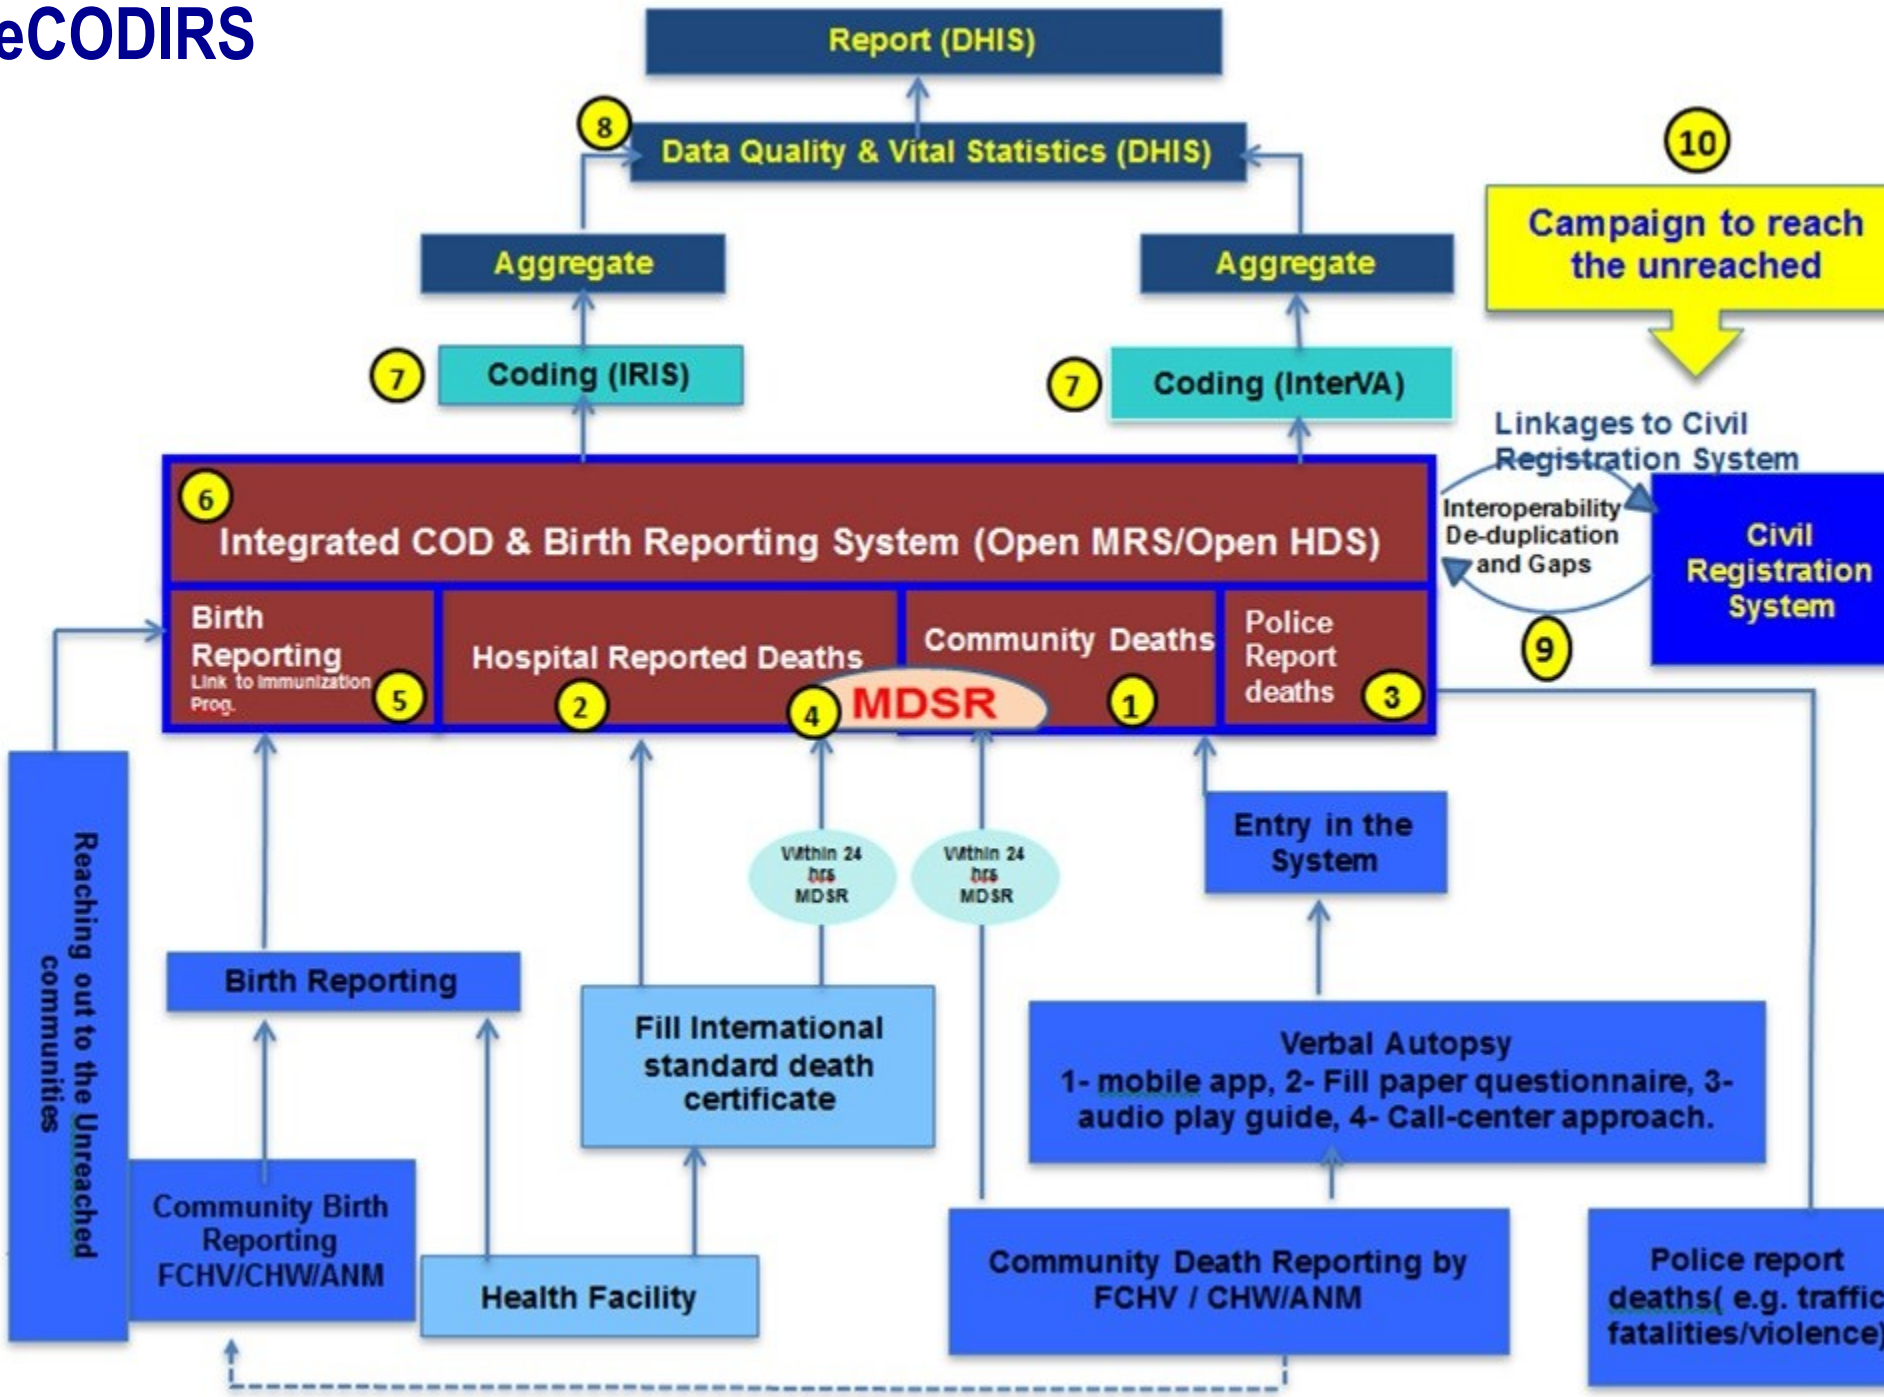 eCODIRS
Report (DHIS)
8
Data Quality & Vital Statistics (DHIS)
10
Campaign to reach
the unreached
Aggregate
Aggregate
7
Coding (IRIS)
7
Coding (InterVA)
Linkages to Civil
Registration System
6
Integrated COD & Birth Reporting System (Open MRS/Open HDS)
Interoperability
De-duplication
and Gaps
Civil
Registration
System
9
Birth
Reporting
Link to Immunization
Prog.
5
Hospital Reported Deaths
2
4
MDSR
Community Deaths
1
Police
Report
deaths
3
Reaching out to the Unreached
communities
Within 24
hrs
MDSR
Within 24
hrs
MDSR
Entry in the
System
Birth Reporting
Fill International
standard death
certificate
Verbal Autopsy
1- mobile app, 2- Fill paper questionnaire, 3-
audio play guide, 4- Call-center approach.
Community Birth
Reporting
FCHV/CHW/ANM
Health Facility
Community Death Reporting by
FCHV / CHW/ANM
Police report
deaths( e.g. traffic
fatalities/violence)